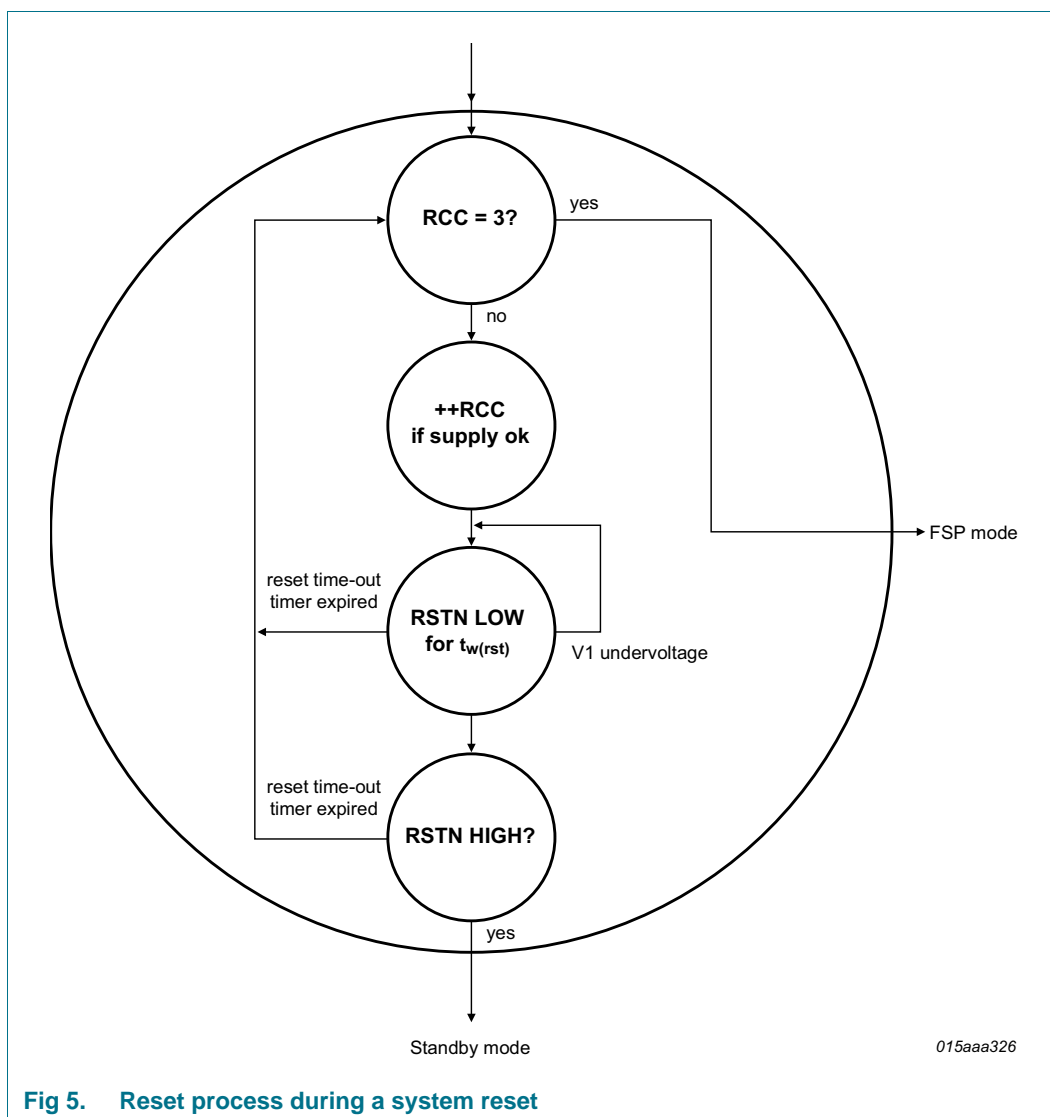 RCC = 3?
yes
no
++RCC
if supply ok
FSP mode
reset time-out
timer expired
RSTN LOW
for tw(rst)
V1 undervoltage
reset time-out
timer expired
RSTN HIGH?
yes
Standby mode
015aaa326
Fig 5. Reset process during a system reset